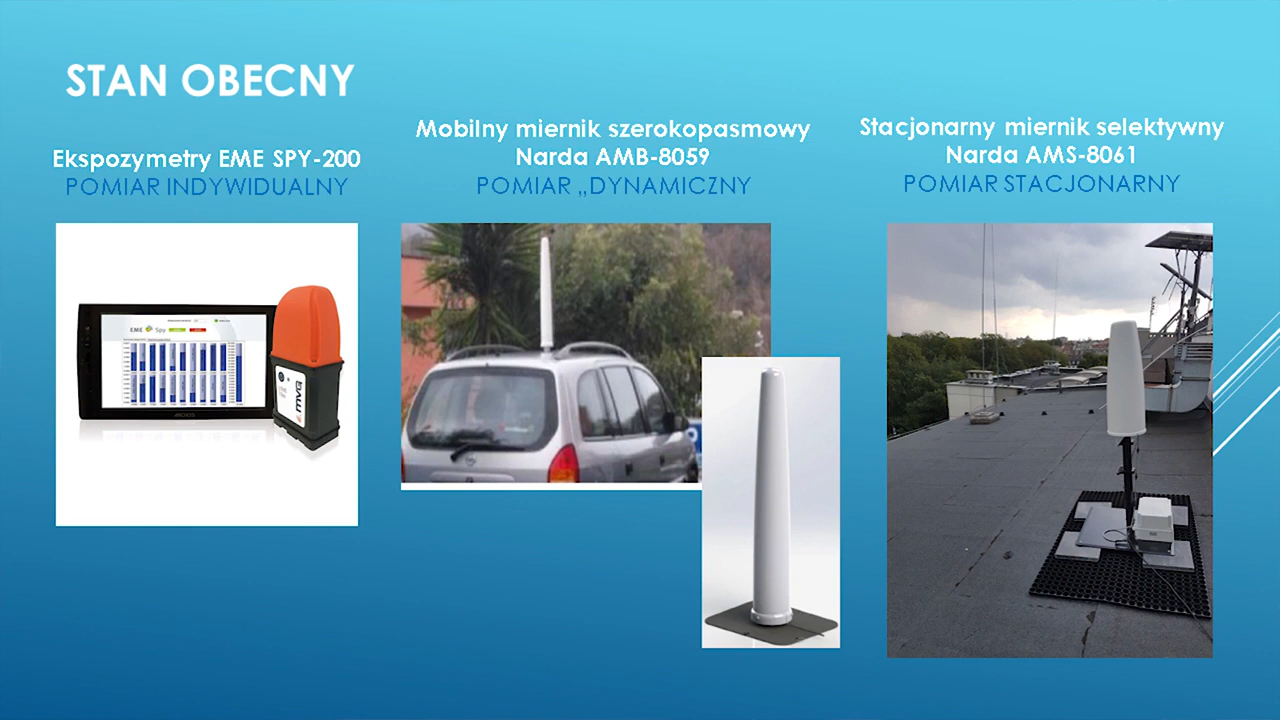 STAN OBECNY
Ekspozymetry EME SPY-200
POMIAR INDYWIDUALNY
Mobilny miernik szerokopasmowy
Narda AMB-8059
POMIAR „DYNAMICZNY
Stacjonarny miernik selektywny
Narda AMS-8061
POMIAR STACJONARNY
EME Spy
mvg
ARCHOS